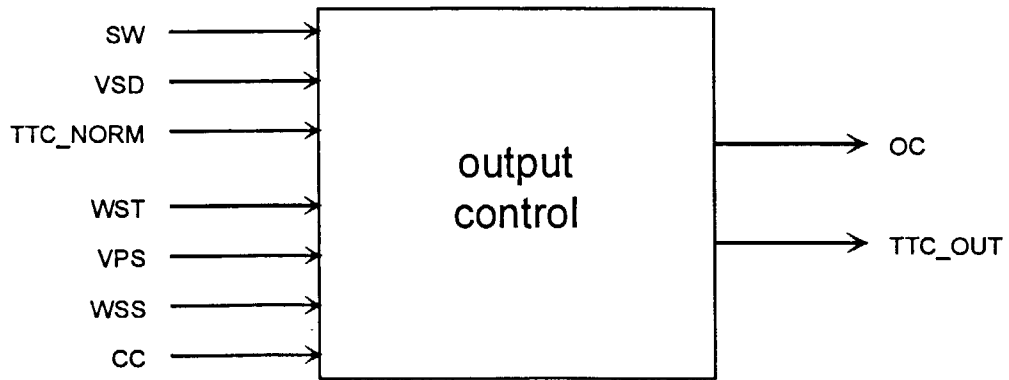 SW
VSD
TTC_NORM
WST
VPS
WSS
CC
output
control
OC
TTC_OUT